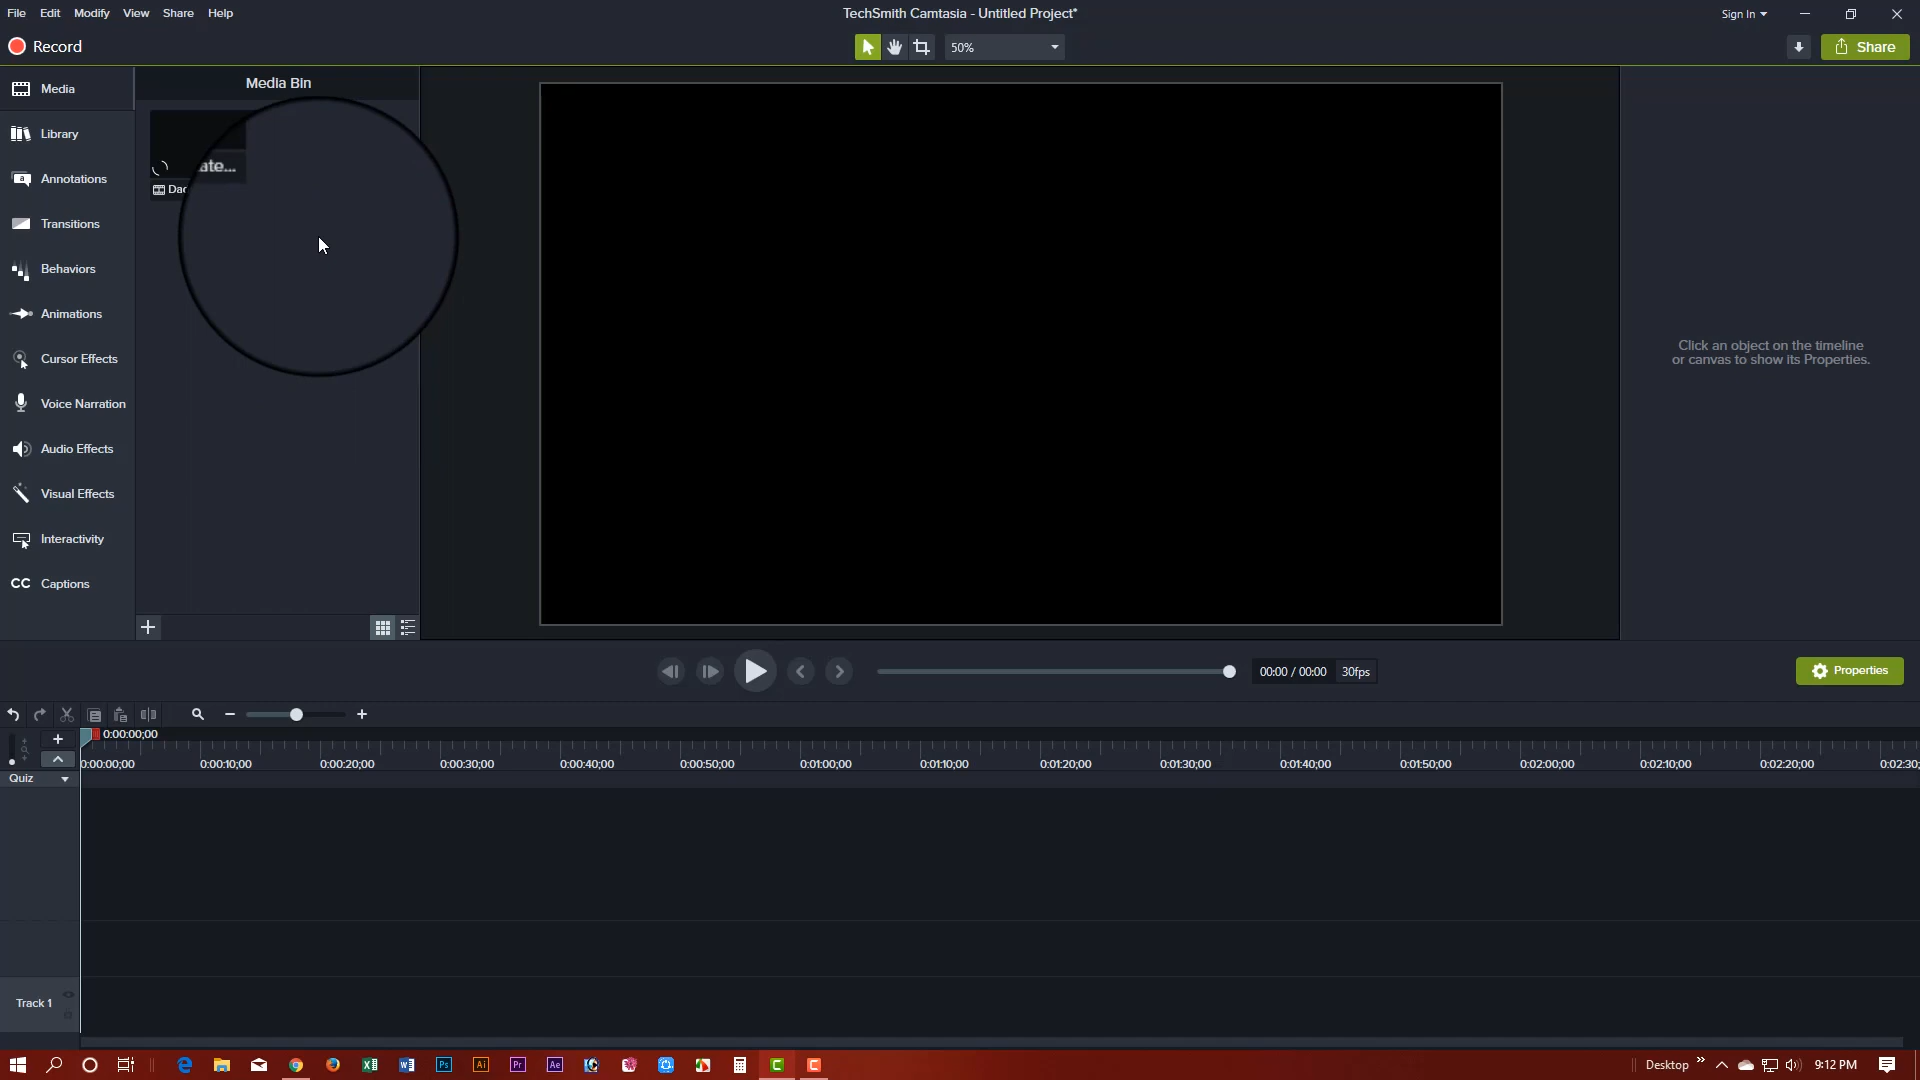 File Edit Modify View Share Help
TechSmith Camtasia - Untitled Project*
Sign In
Record
50%
Share
Media
Library
Annotations
Transitions
Behaviors
Animations
Cursor Effects
Voice Narration
Audio Effects
Visual Effects
Interactivity
CC Captions
Media Bin
ate...
Click an object on the timeline
or canvas to show its Properties.
00:00 / 00:00 30fps
Properties
0:00:00;00
0:00:00;00 0:00:10;00 0:00:20;00 0:00:30;00 0:00:40;00 0:00:50;00 0:01:00;00 0:01:10;00 0:01:20;00 0:01:30;00 0:01:40;00 0:01:50;00 0:02:00;00 0:02:10;00 0:02:20;00 0:02:30;
Quiz
Track 1
Desktop 9:12 PM